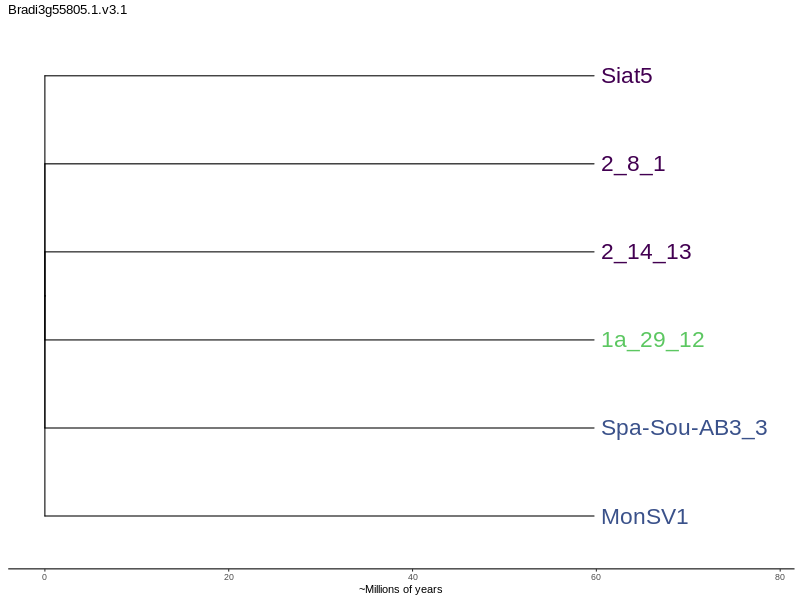 Bradi3g55805.1.v3.1
Siat5
2_8_1
2_14_13
1a_29_12
Spa-Sou-AB3_3
MonSV1
0 20 40 60 80
~Millions of years